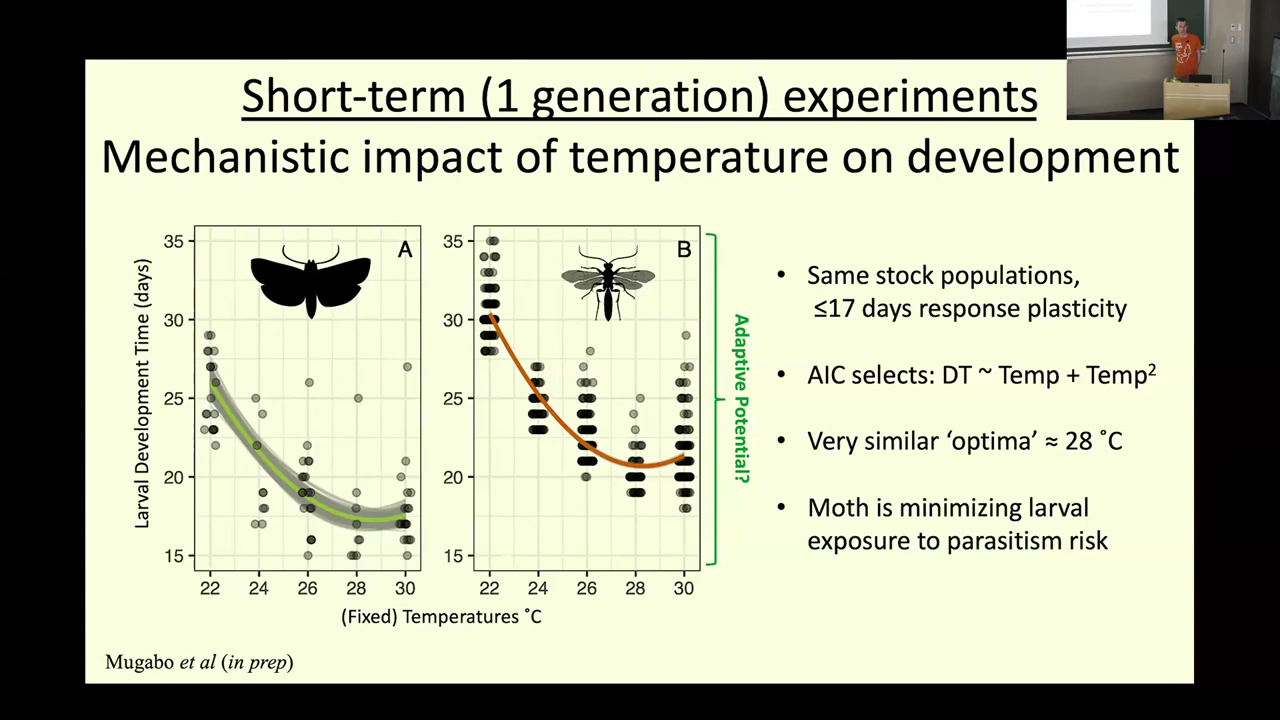 Short-term (1 generation) experiments
Mechanistic impact of temperature on development
Larval Development Time (days)
35
30
25
20
15
A
22
24
26
28
30
35
30
25
20
15
B
22
24
26
28
30
(Fixed) Temperatures ˚C
Adaptive Potential?
• Same stock populations,
≤17 days response plasticity
• AIC selects: DT ~ Temp + Temp²
• Very similar ‘optima’ ≈ 28 ˚C
• Moth is minimizing larval
exposure to parasitism risk
Mugabo et al (in prep)